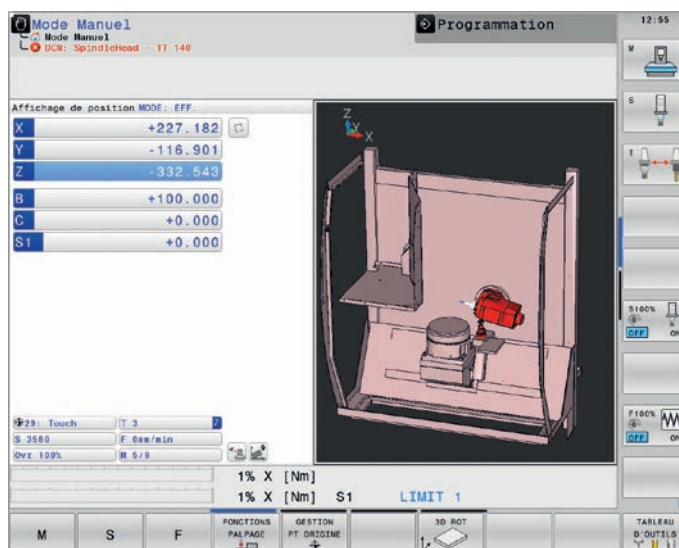 Mode Manuel
Mode Manuel
DCM: SpindleHead - TT 140
Programmation
12:55
Affichage de position MODE: EFF.
X +227.182
Y -116.901
Z -332.543
B +100.000
C +0.000
S1 +0.000
Z
Y
X
M
S
T
S100%
OFF ON
F100%
OFF ON
29: Touch T 3 Z
S 3580 F 0mm/min
Ovr 100% M 5/9
1% X [Nm]
1% X [Nm] S1 LIMIT 1
M
S
F
FONCTIONS
PALPAGE
GESTION
PT ORIGINE
3D ROT
TABLEAU
D'OUTILS